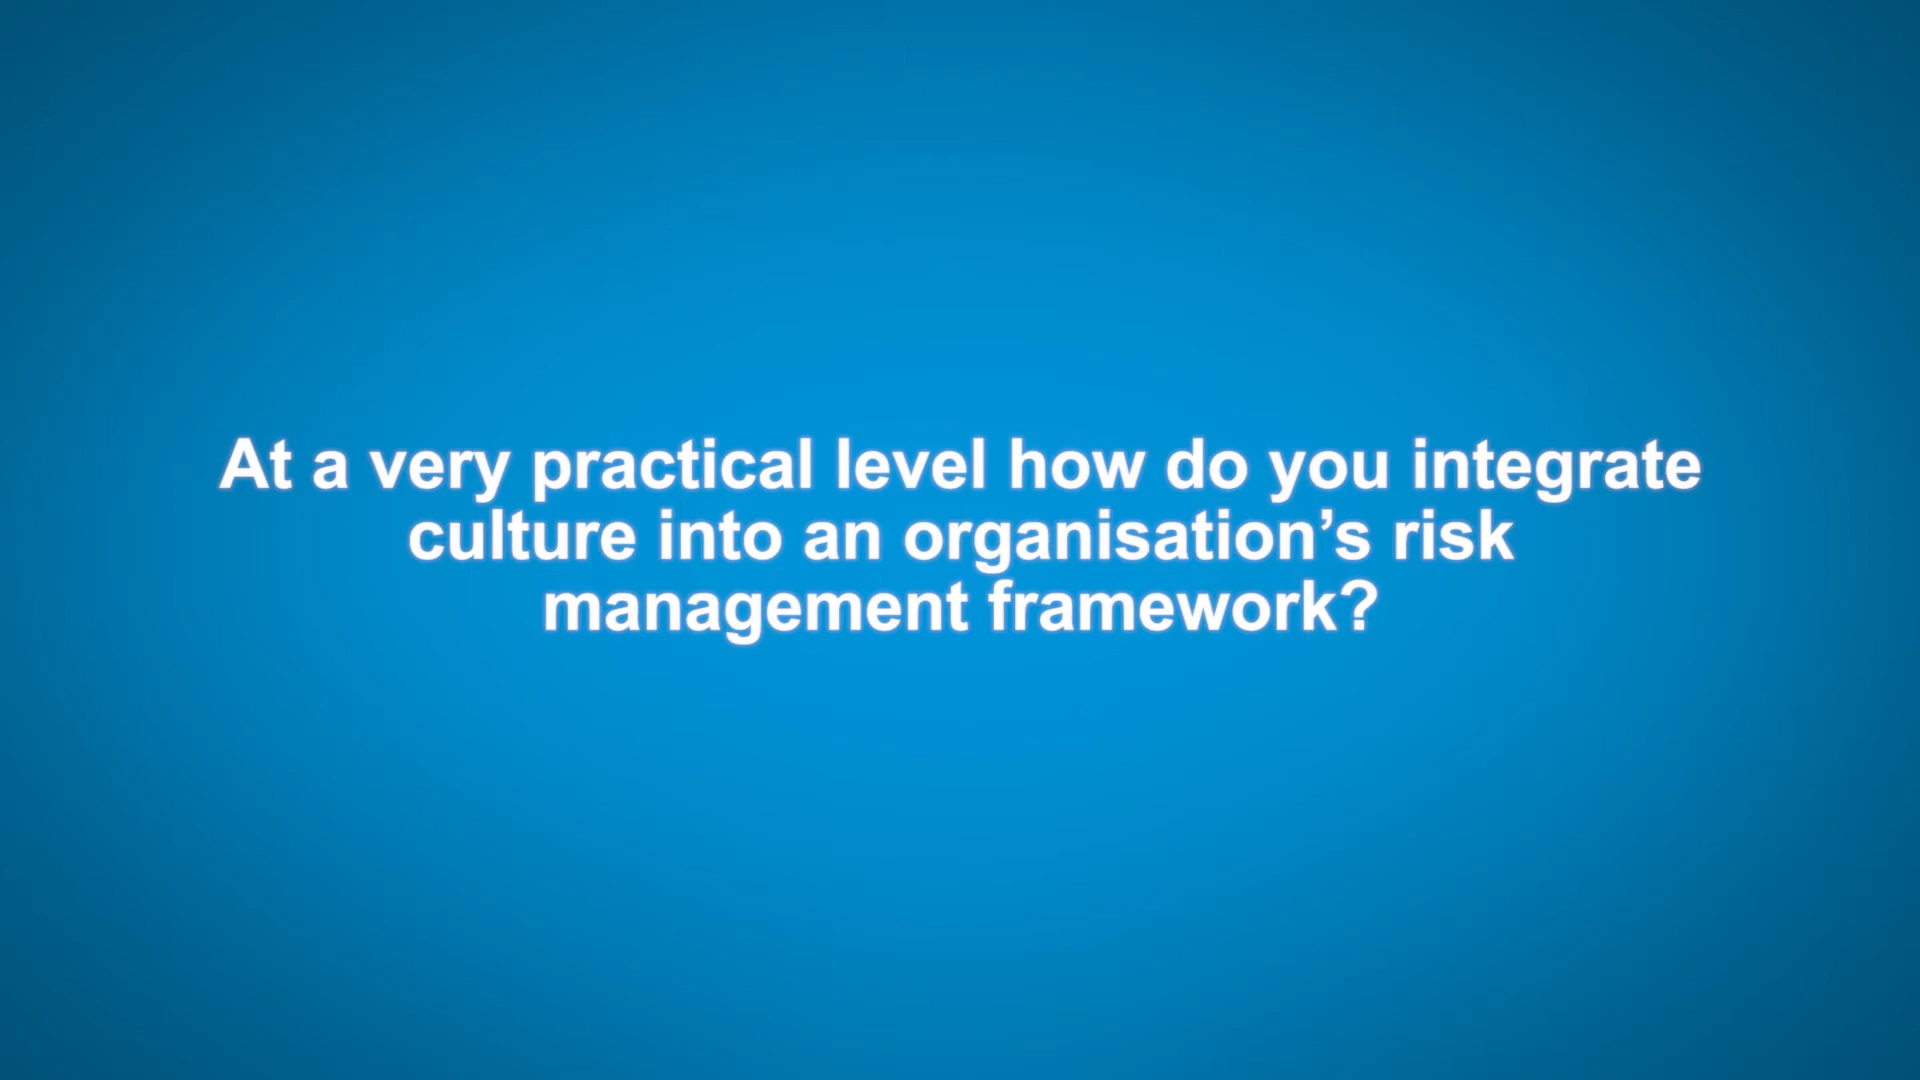 At a very practical level how do you integrate
culture into an organisation’s risk
management framework?